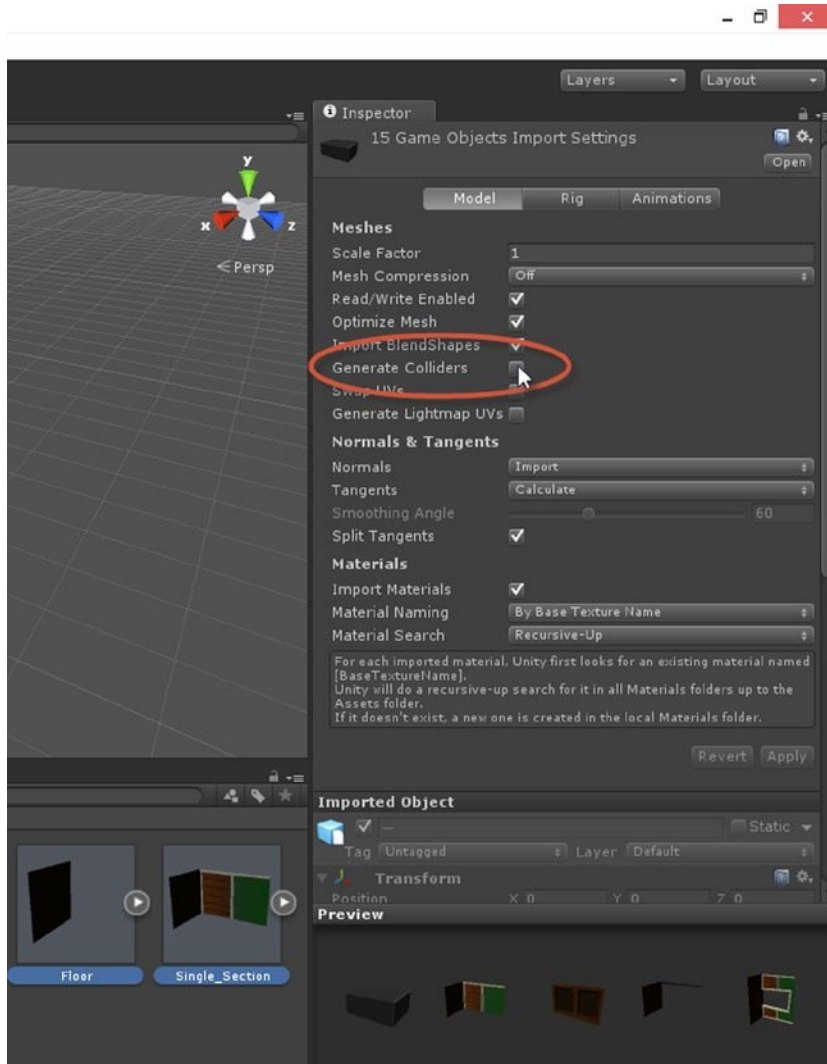 Layers Layout
Inspector
15 Game Objects Import Settings
Open
Model Rig Animations
Meshes
Scale Factor 1
Mesh Compression Off
Read/Write Enabled
Optimize Mesh
Import BlendShapes
Generate Colliders
Swap UVs
Generate Lightmap UVs
Normals & Tangents
Normals Import
Tangents Calculate
Smoothing Angle 60
Split Tangents
Materials
Import Materials
Material Naming By Base Texture Name
Material Search Recursive-Up
For each imported material, Unity first looks for an existing material named
[BaseTextureName].
Unity will do a recursive-up search for it in all Materials folders up to the
Assets folder.
If it doesn't exist, a new one is created in the local Materials folder.
Revert Apply
Imported Object
Static
Tag Untagged Layer Default
Transform
Position X 0 Y 0 Z 0
Preview
y
x z
Persp
Floor Single_Section